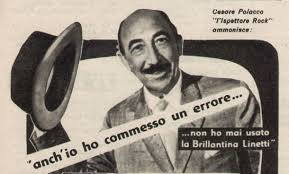 Cesare Polacco
"l'Ispettore Rock"
ammonisce:
"anch'io ho commesso un errore...
...non ho mai usato
la Brillantina Linetti"